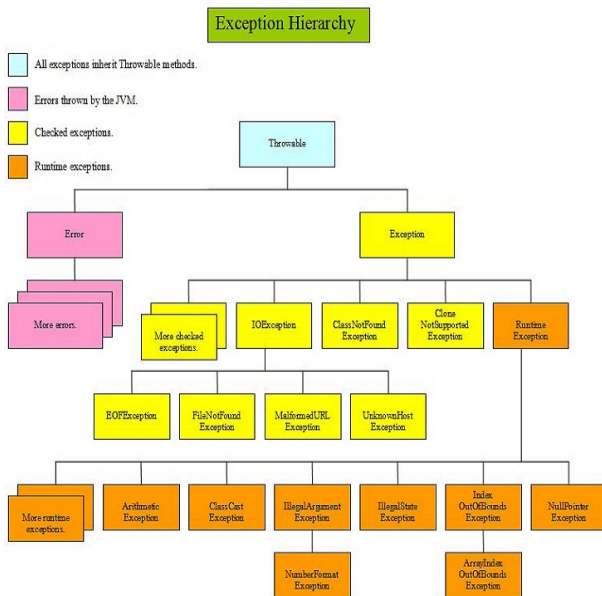 Exception Hierarchy
All exceptions inherit Throwable methods.
Errors thrown by the JVM.
Checked exceptions.
Runtime exceptions.
Throwable
Error
Exception
More errors.
More checked
exceptions.
IOException
ClassNotFound
Exception
Clone
NotSupported
Exception
Runtime
Exception
EOFException
FileNotFound
Exception
MalformedURL
Exception
UnknownHost
Exception
More runtime
exceptions.
Arithmetic
Exception
ClassCast
Exception
IllegalArgument
Exception
IllegalState
Exception
Index
OutOfBounds
Exception
NullPointer
Exception
NumberFormat
Exception
ArrayIndex
OutOfBounds
Exception